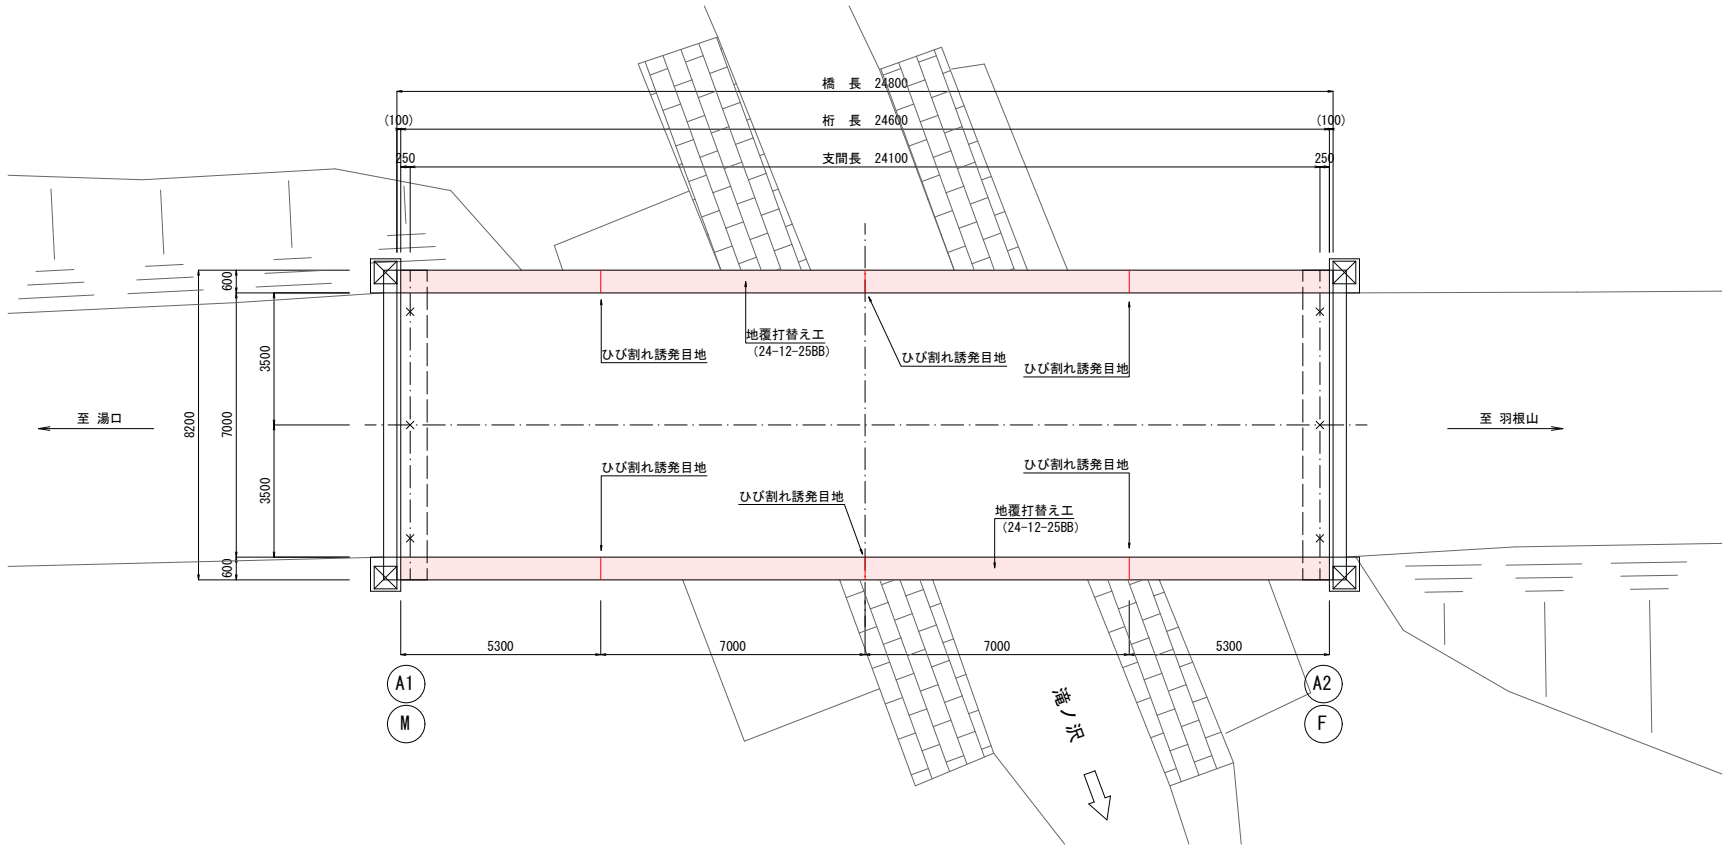 橋　長　24800
(100)
桁　長　24600
(100)
250
支間長　24100
250
600
3500
7000
8200
3500
600
地覆打替え工
(24-12-25BB)
ひび割れ誘発目地
ひび割れ誘発目地
ひび割れ誘発目地
至 湯口
至 羽根山
ひび割れ誘発目地
ひび割れ誘発目地
ひび割れ誘発目地
地覆打替え工
(24-12-25BB)
5300
7000
7000
5300
A1
M
A2
F
滝ノ沢